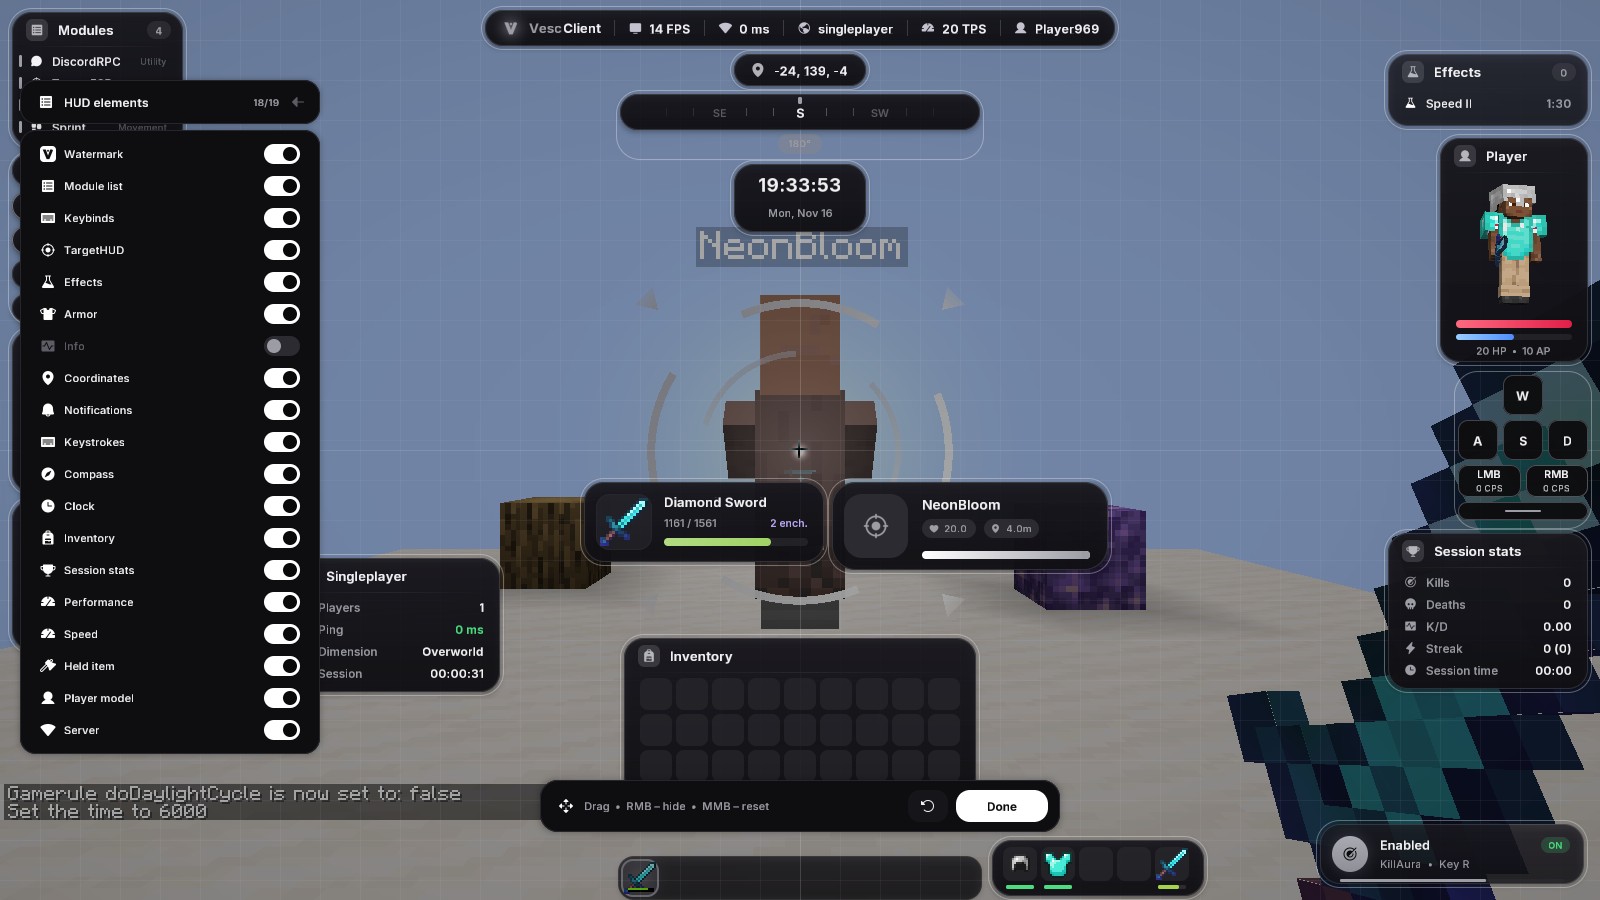 Modules 4
DiscordRPC Utility
Sprint Movement
HUD elements 18/19
Watermark
Module list
Keybinds
TargetHUD
Effects
Armor
Info
Coordinates
Notifications
Keystrokes
Compass
Clock
Inventory
Session stats
Performance
Speed
Held item
Player model
Server
VescClient 14 FPS 0 ms singleplayer 20 TPS Player969
-24, 139, -4
SE S SW
180°
19:33:53
Mon, Nov 16
NeonBloom
Diamond Sword
1161 / 1561 2 ench.
NeonBloom
20.0 4.0m
Singleplayer
Players 1
Ping 0 ms
Dimension Overworld
Session 00:00:31
Inventory
Drag • RMB – hide • MMB – reset
Done
Gamerule doDaylightCycle is now set to: false
Set the time to 6000
Effects 0
Speed II 1:30
Player
20 HP • 10 AP
W
A S D
LMB RMB
0 CPS 0 CPS
Session stats
Kills 0
Deaths 0
K/D 0.00
Streak 0 (0)
Session time 00:00
Enabled ON
KillAura • Key R